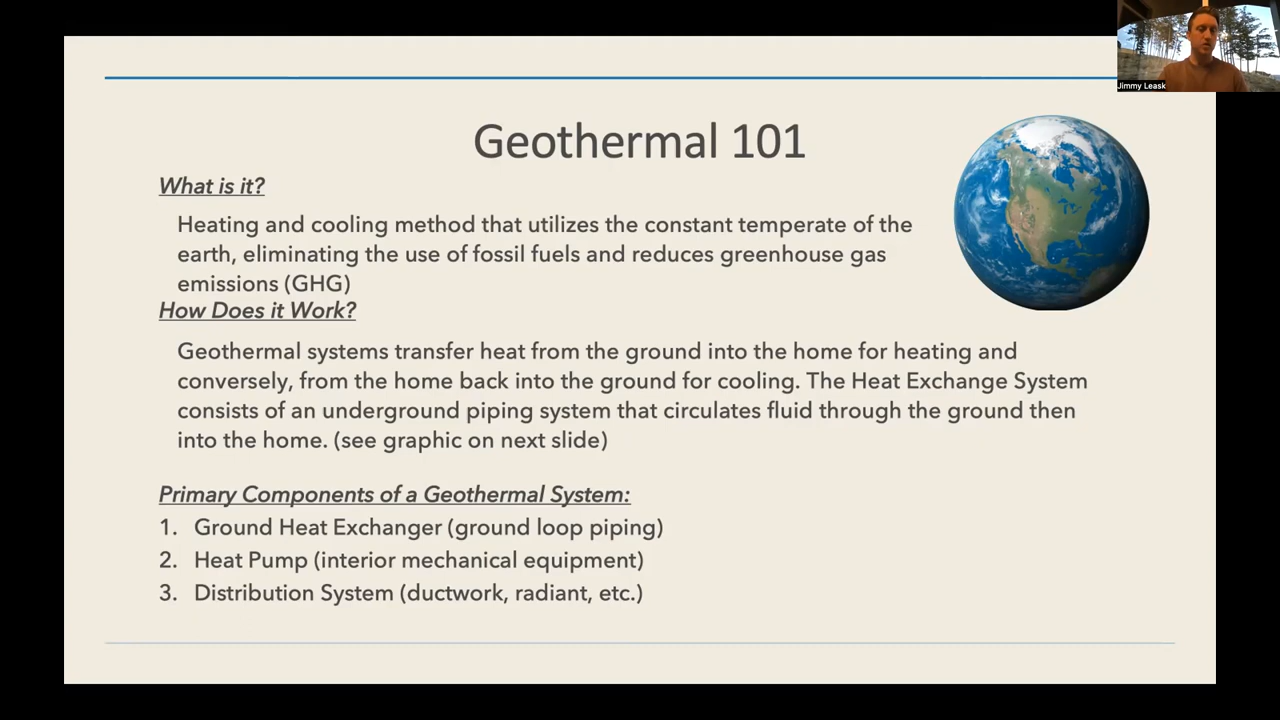 Jimmy Leask
Geothermal 101
What is it?
Heating and cooling method that utilizes the constant temperate of the
earth, eliminating the use of fossil fuels and reduces greenhouse gas
emissions (GHG)
How Does it Work?
Geothermal systems transfer heat from the ground into the home for heating and
conversely, from the home back into the ground for cooling. The Heat Exchange System
consists of an underground piping system that circulates fluid through the ground then
into the home. (see graphic on next slide)
Primary Components of a Geothermal System:
1. Ground Heat Exchanger (ground loop piping)
2. Heat Pump (interior mechanical equipment)
3. Distribution System (ductwork, radiant, etc.)